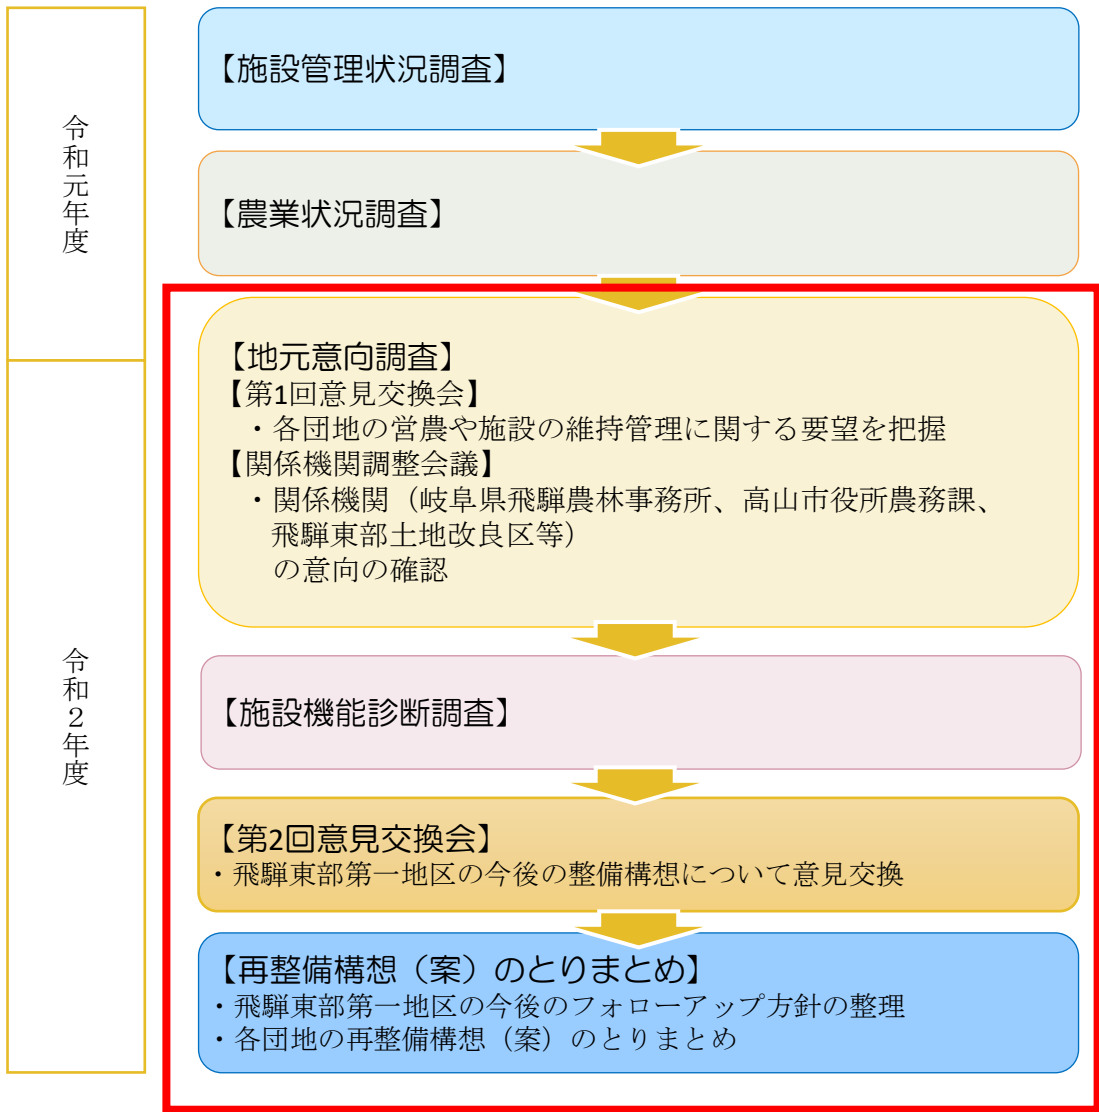 令和元年度
【施設管理状況調査】
【農業状況調査】
令和２年度
【地元意向調査】
【第1回意見交換会】
・各団地の営農や施設の維持管理に関する要望を把握
【関係機関調整会議】
・関係機関（岐阜県飛騨農林事務所、高山市役所農務課、
飛騨東部土地改良区等）
の意向の確認
【施設機能診断調査】
【第2回意見交換会】
・飛騨東部第一地区の今後の整備構想について意見交換
【再整備構想（案）のとりまとめ】
・飛騨東部第一地区の今後のフォローアップ方針の整理
・各団地の再整備構想（案）のとりまとめ